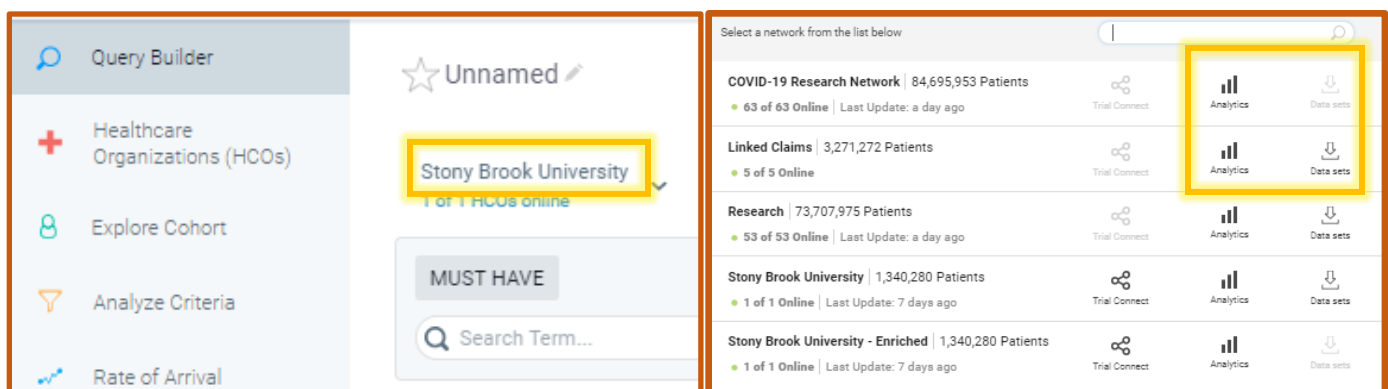 Query Builder
Healthcare
Organizations (HCOs)
Explore Cohort
Analyze Criteria
Rate of Arrival
Unnamed
Stony Brook University
1 of 1 HCOs online
MUST HAVE
Search Term...
Select a network from the list below
COVID-19 Research Network | 84,695,953 Patients
63 of 63 Online | Last Update: a day ago
Trial Connect
Analytics
Data sets
Linked Claims | 3,271,272 Patients
5 of 5 Online
Trial Connect
Analytics
Data sets
Research | 73,707,975 Patients
53 of 53 Online | Last Update: a day ago
Trial Connect
Analytics
Data sets
Stony Brook University | 1,340,280 Patients
1 of 1 Online | Last Update: 7 days ago
Trial Connect
Analytics
Data sets
Stony Brook University - Enriched | 1,340,280 Patients
1 of 1 Online | Last Update: 7 days ago
Trial Connect
Analytics
Data sets